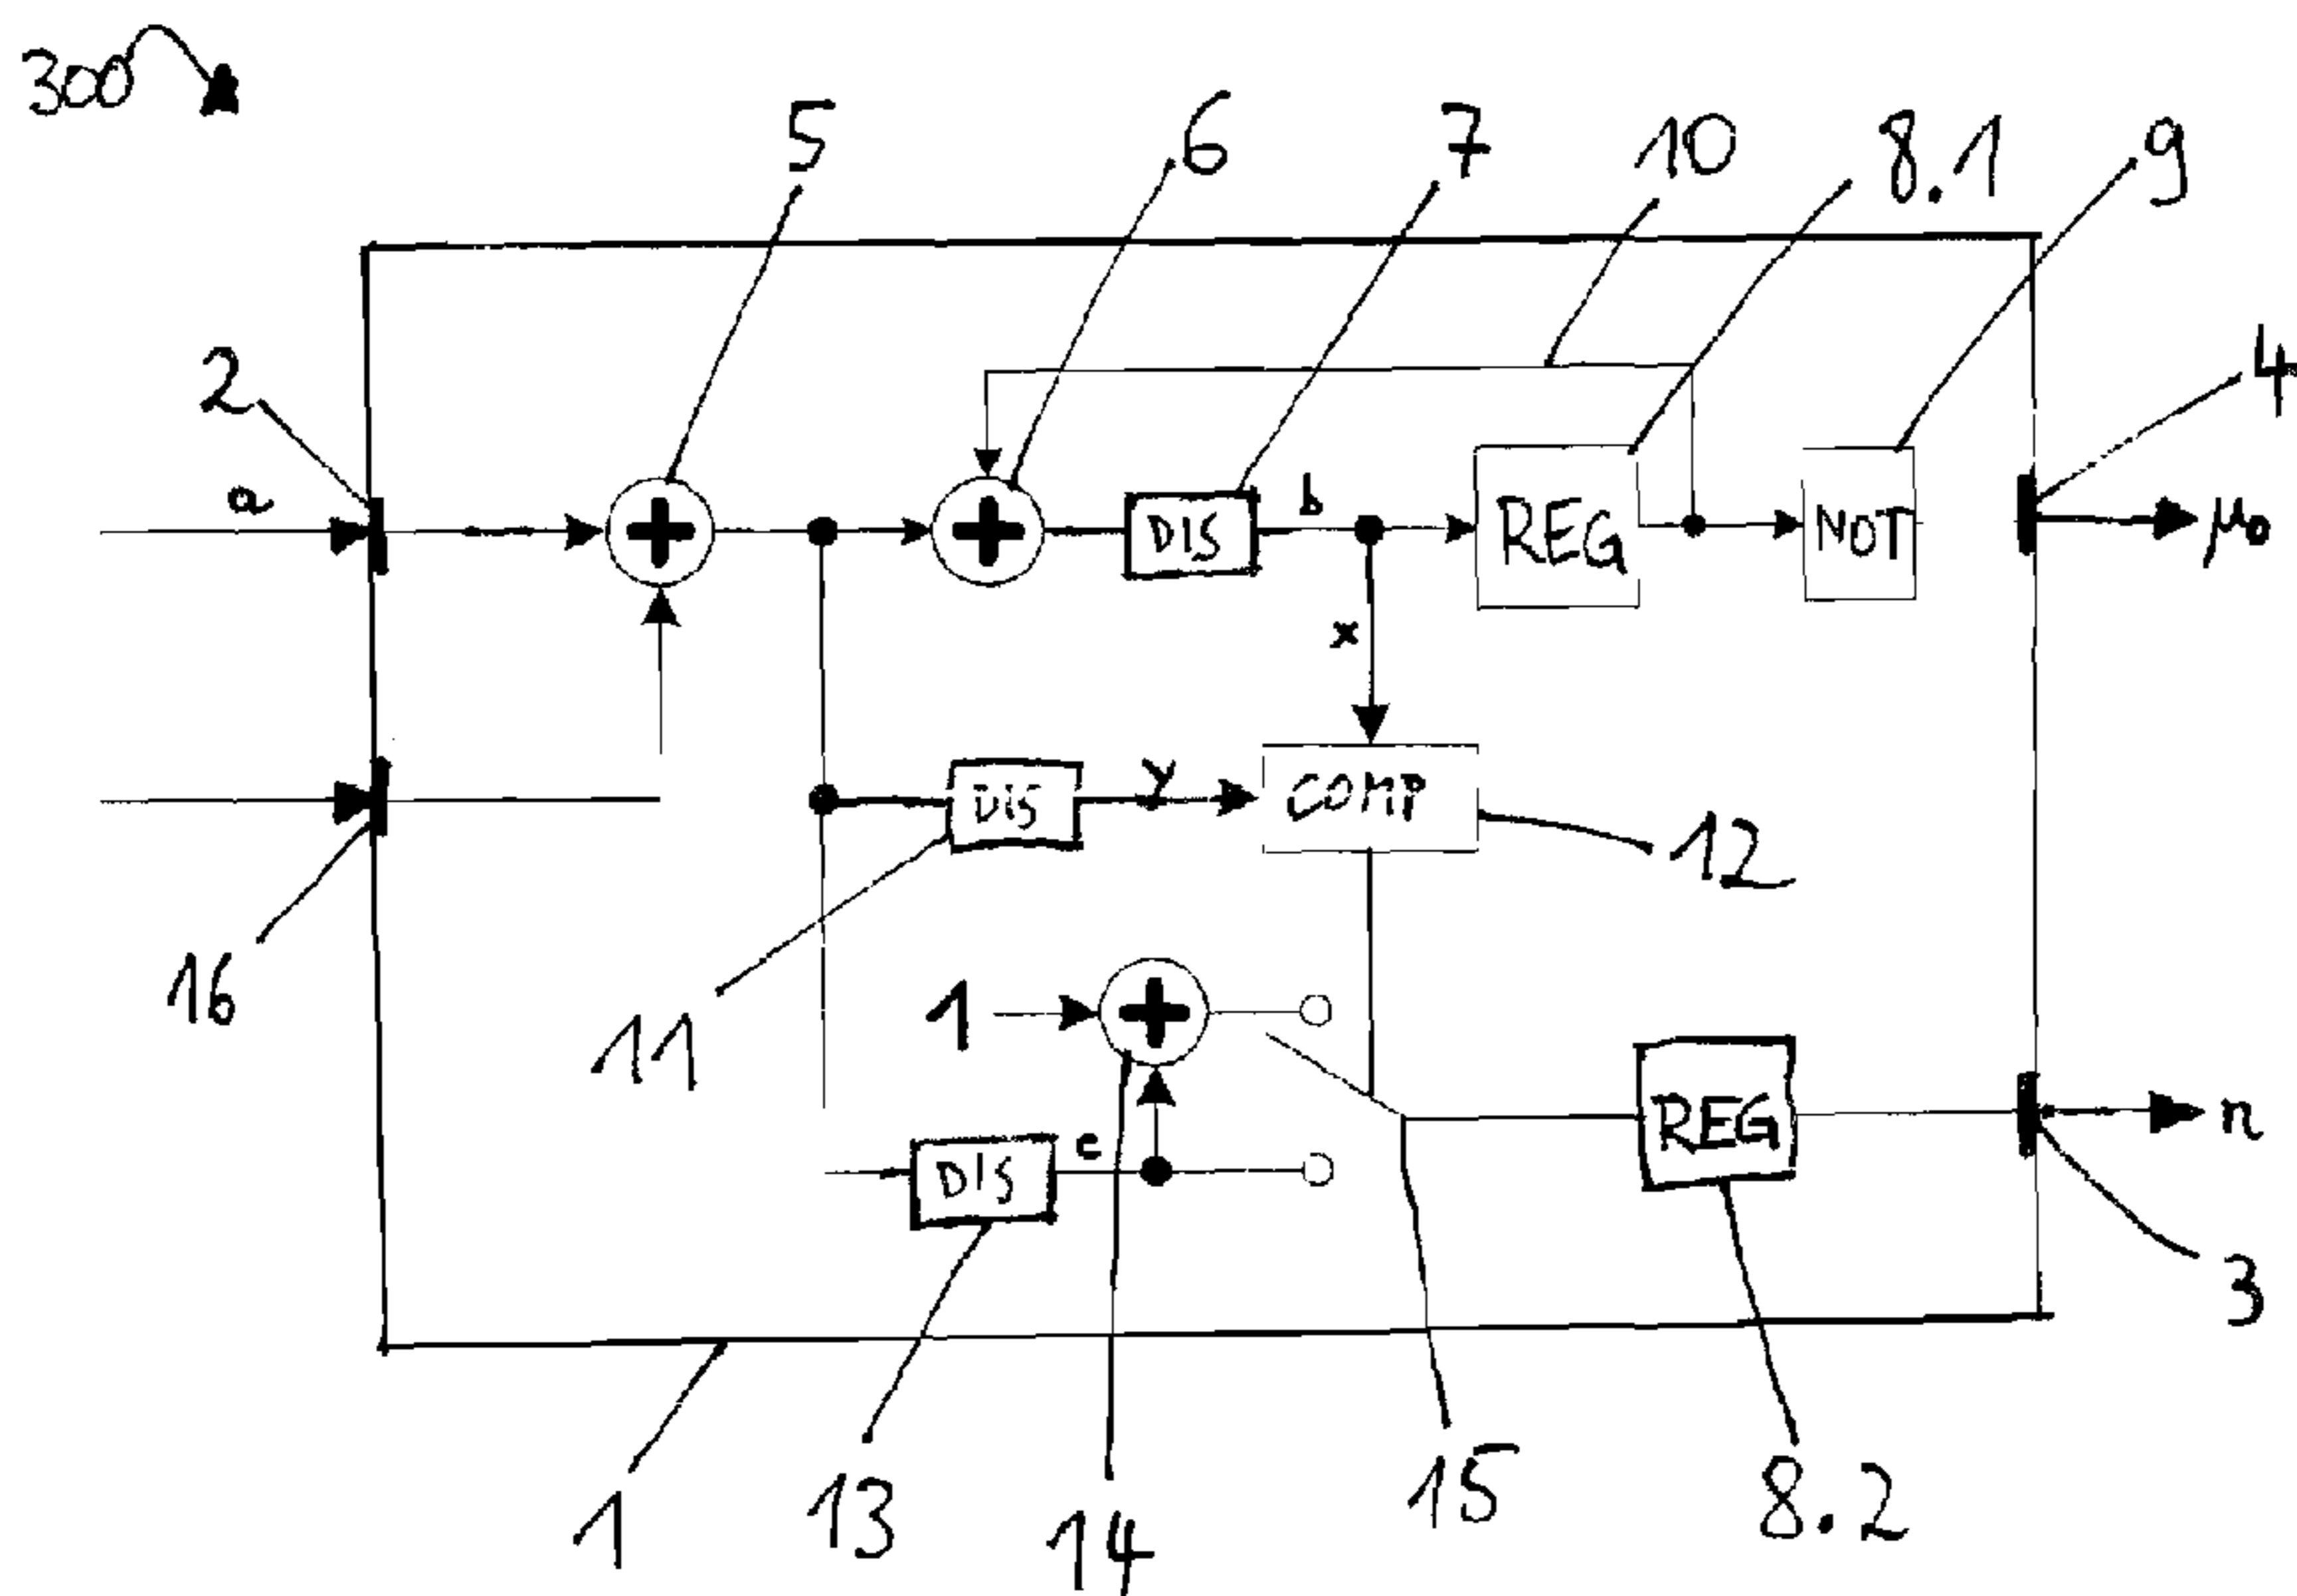 300
5 6 7 10 8.1 9
2 4
a b
DIS REG NOT μ₀
x
DIS y COMP
12
16
11 1
REG n
DIS c
3
1 13 14 15 8.2